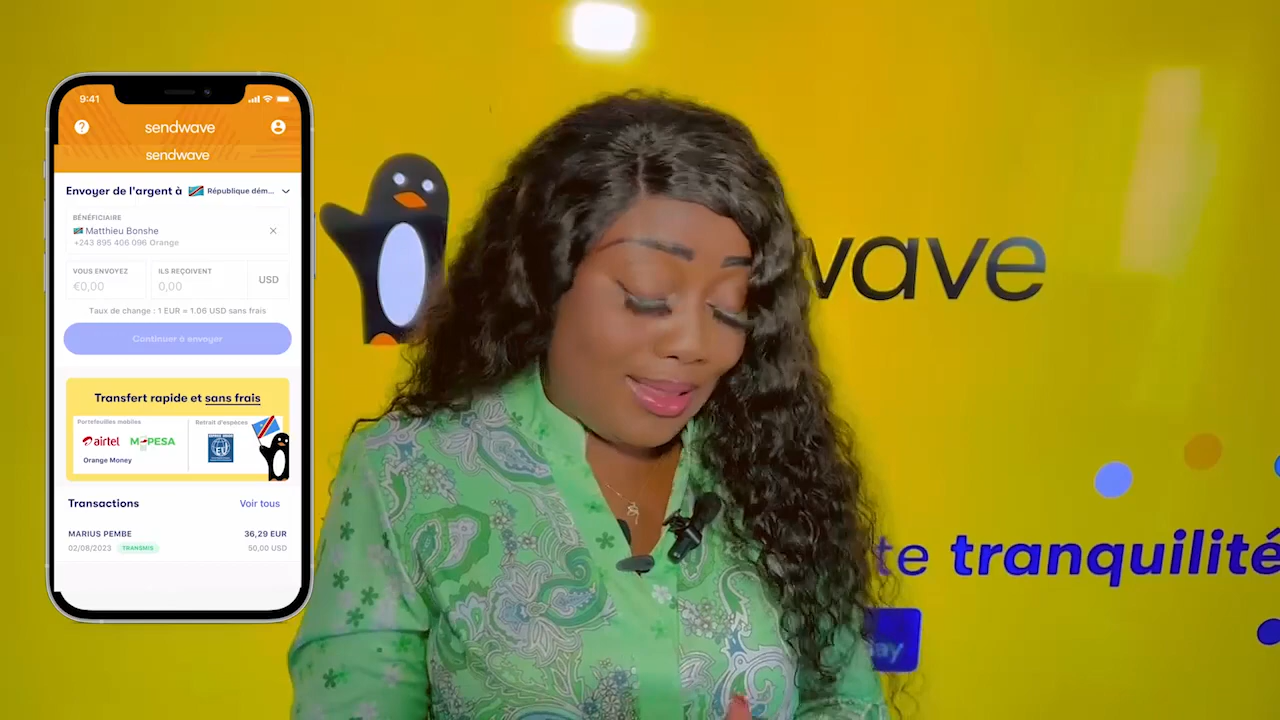 9:41
sendwave
sendwave
Envoyer de l'argent à République dém...
BÉNÉFICIAIRE
Matthieu Bonshe
+243 895 406 096 Orange
VOUS ENVOYEZ ILS REÇOIVENT
€0,00 0,00 USD
Taux de change : 1 EUR = 1.06 USD sans frais
Continuer à envoyer
Transfert rapide et sans frais
Portefeuilles mobiles Retrait d'espèces
airtel M-PESA
Orange Money
Transactions Voir tous
MARIUS PEMBE 36,29 EUR
02/08/2023 TRANSMIS 50,00 USD
wave
te tranquilité
pay